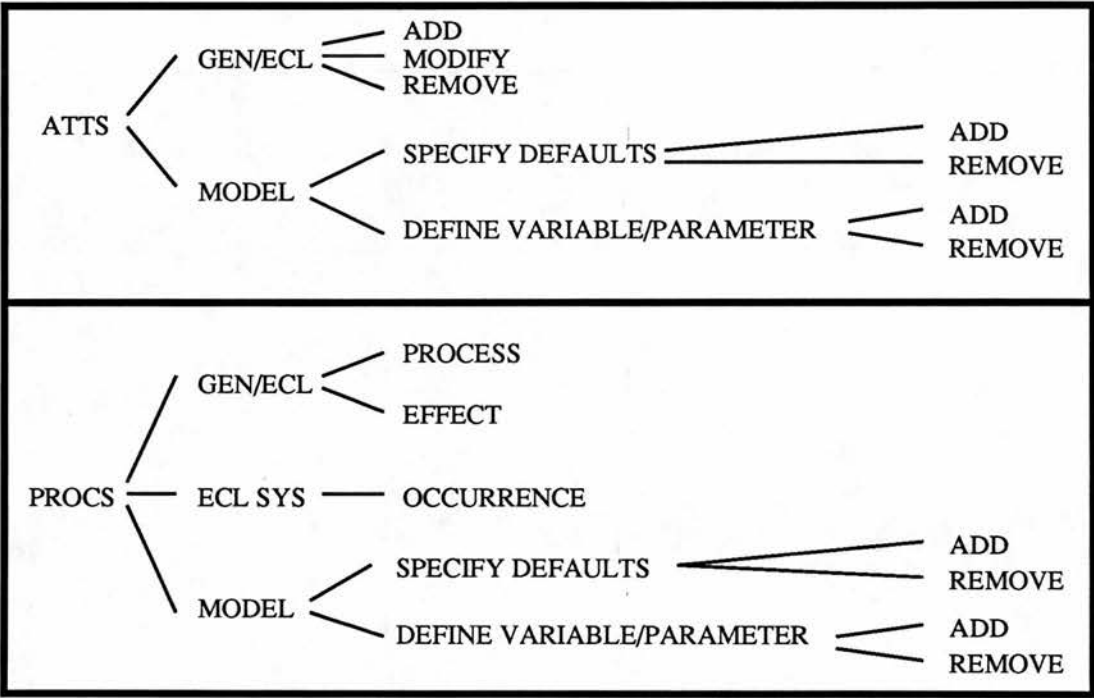 ADD
GEN/ECL
MODIFY
REMOVE
ATTS
ADD
SPECIFY DEFAULTS
REMOVE
MODEL
ADD
DEFINE VARIABLE/PARAMETER
REMOVE
PROCESS
GEN/ECL
EFFECT
PROCS
ECL SYS
OCCURRENCE
ADD
SPECIFY DEFAULTS
REMOVE
MODEL
ADD
DEFINE VARIABLE/PARAMETER
REMOVE